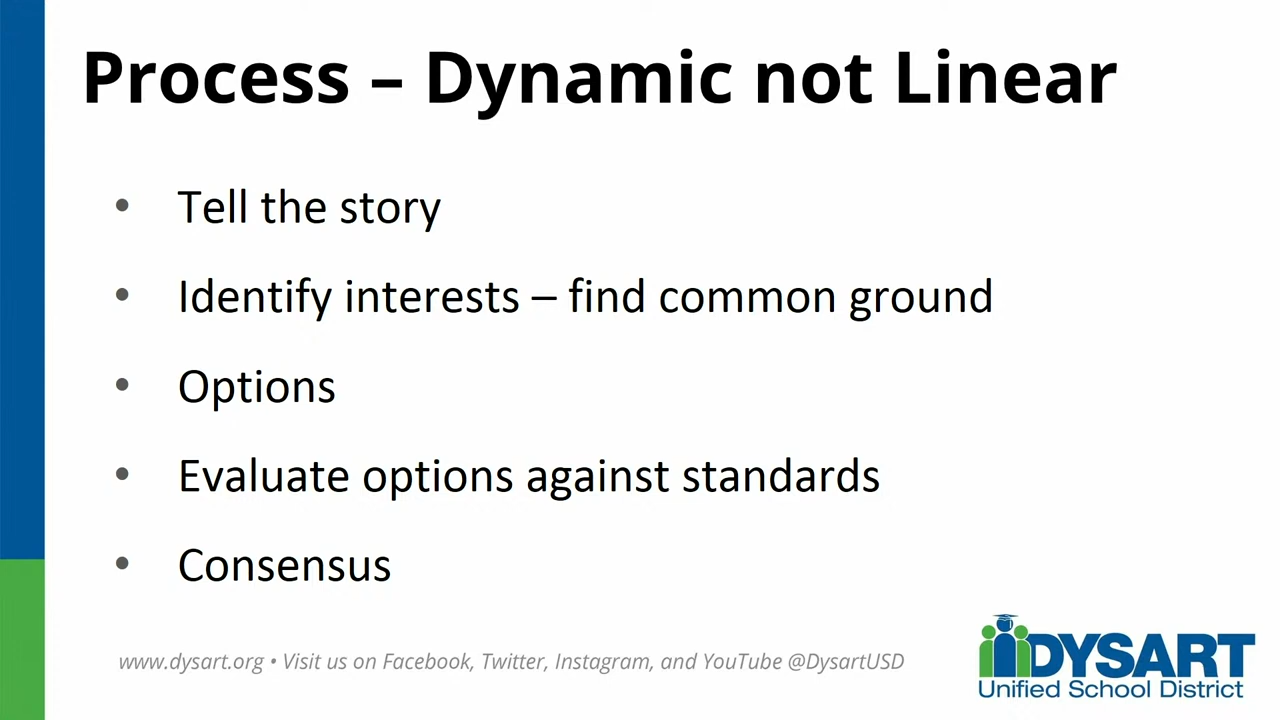 Process – Dynamic not Linear
• Tell the story
• Identify interests – find common ground
• Options
• Evaluate options against standards
• Consensus
www.dysart.org • Visit us on Facebook, Twitter, Instagram, and YouTube @DysartUSD
DYSART
Unified School District